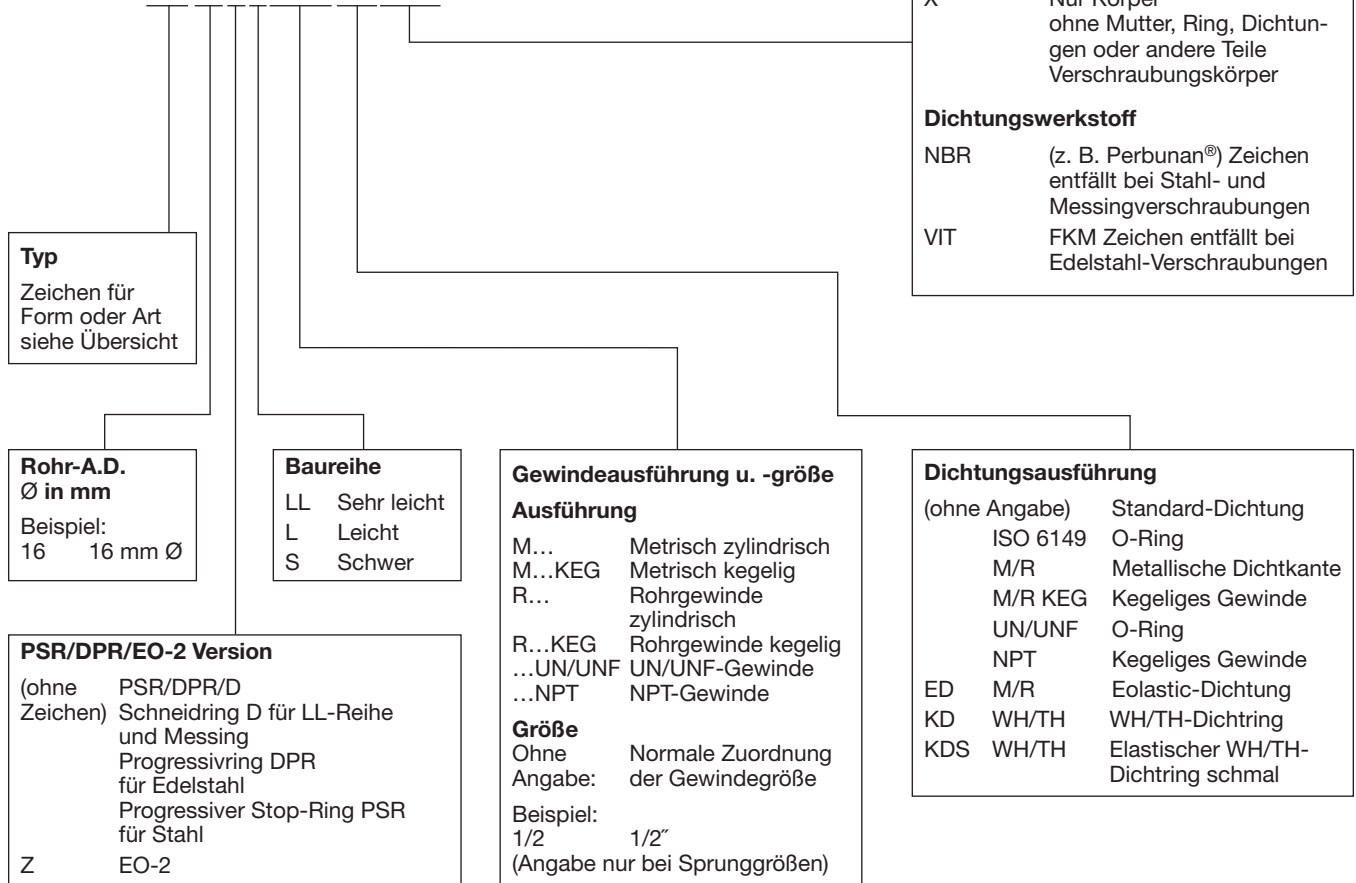 X Nur Körper
ohne Mutter, Ring, Dichtun-
gen oder andere Teile
Verschraubungskörper
Dichtungswerkstoff
NBR (z. B. Perbunan®) Zeichen
entfällt bei Stahl- und
Messingverschraubungen
VIT FKM Zeichen entfällt bei
Edelstahl-Verschraubungen
Typ
Zeichen für
Form oder Art
siehe Übersicht
Rohr-A.D.
Ø in mm
Beispiel:
16 16 mm Ø
Baureihe
LL Sehr leicht
L Leicht
S Schwer
PSR/DPR/EO-2 Version
(ohne PSR/DPR/D
Zeichen) Schneidring D für LL-Reihe
und Messing
Progressivring DPR
für Edelstahl
Progressiver Stop-Ring PSR
für Stahl
Z EO-2
Gewindeausführung u. -größe
Ausführung
M… Metrisch zylindrisch
M…KEG Metrisch kegelig
R… Rohrgewinde
zylindrisch
R…KEG Rohrgewinde kegelig
…UN/UNF UN/UNF-Gewinde
…NPT NPT-Gewinde
Größe
Ohne Normale Zuordnung
Angabe: der Gewindegröße
Beispiel:
1/2 1/2˝
(Angabe nur bei Sprunggrößen)
Dichtungsausführung
(ohne Angabe) Standard-Dichtung
ISO 6149 O-Ring
M/R Metallische Dichtkante
M/R KEG Kegeliges Gewinde
UN/UNF O-Ring
NPT Kegeliges Gewinde
ED M/R Eolastic-Dichtung
KD WH/TH WH/TH-Dichtring
KDS WH/TH Elastischer WH/TH-
Dichtring schmal